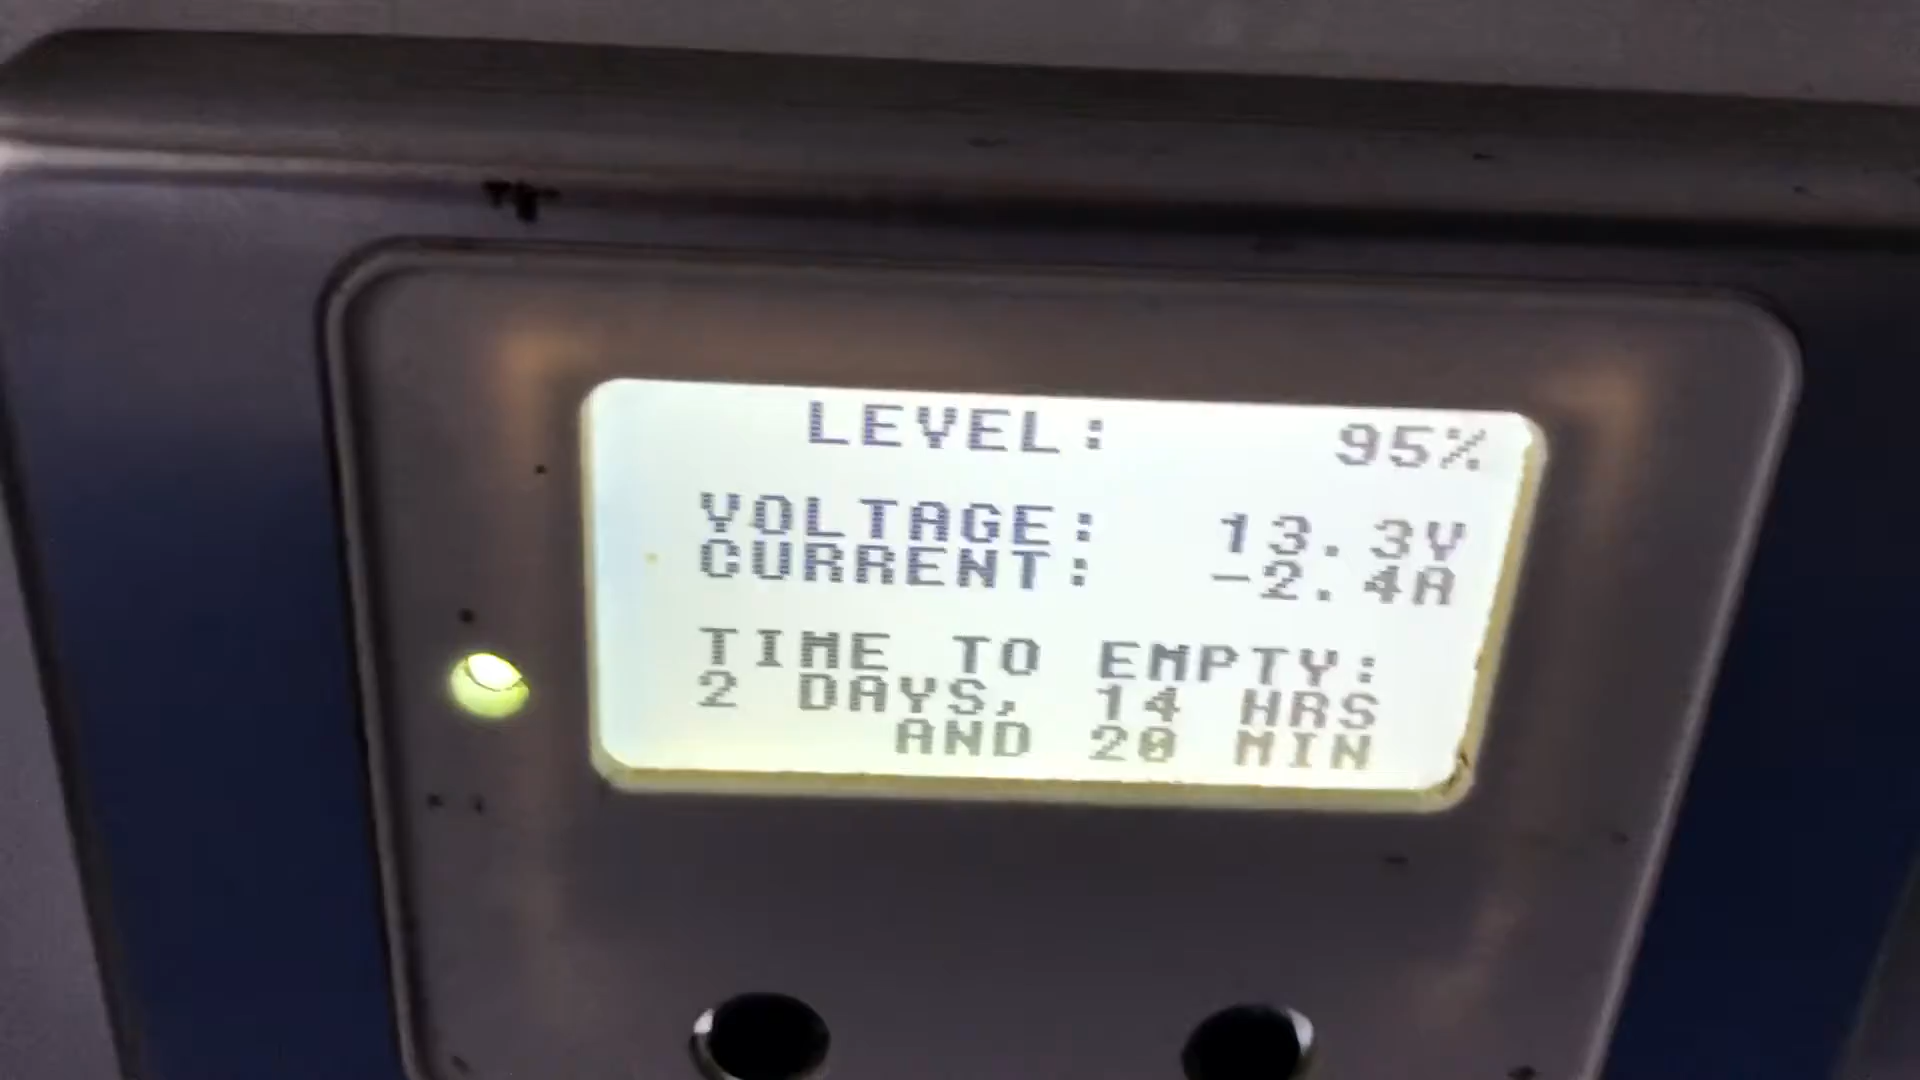 LEVEL: 95%
VOLTAGE: 13.3V
CURRENT: -2.4A
TIME TO EMPTY:
2 DAYS, 14 HRS
AND 20 MIN